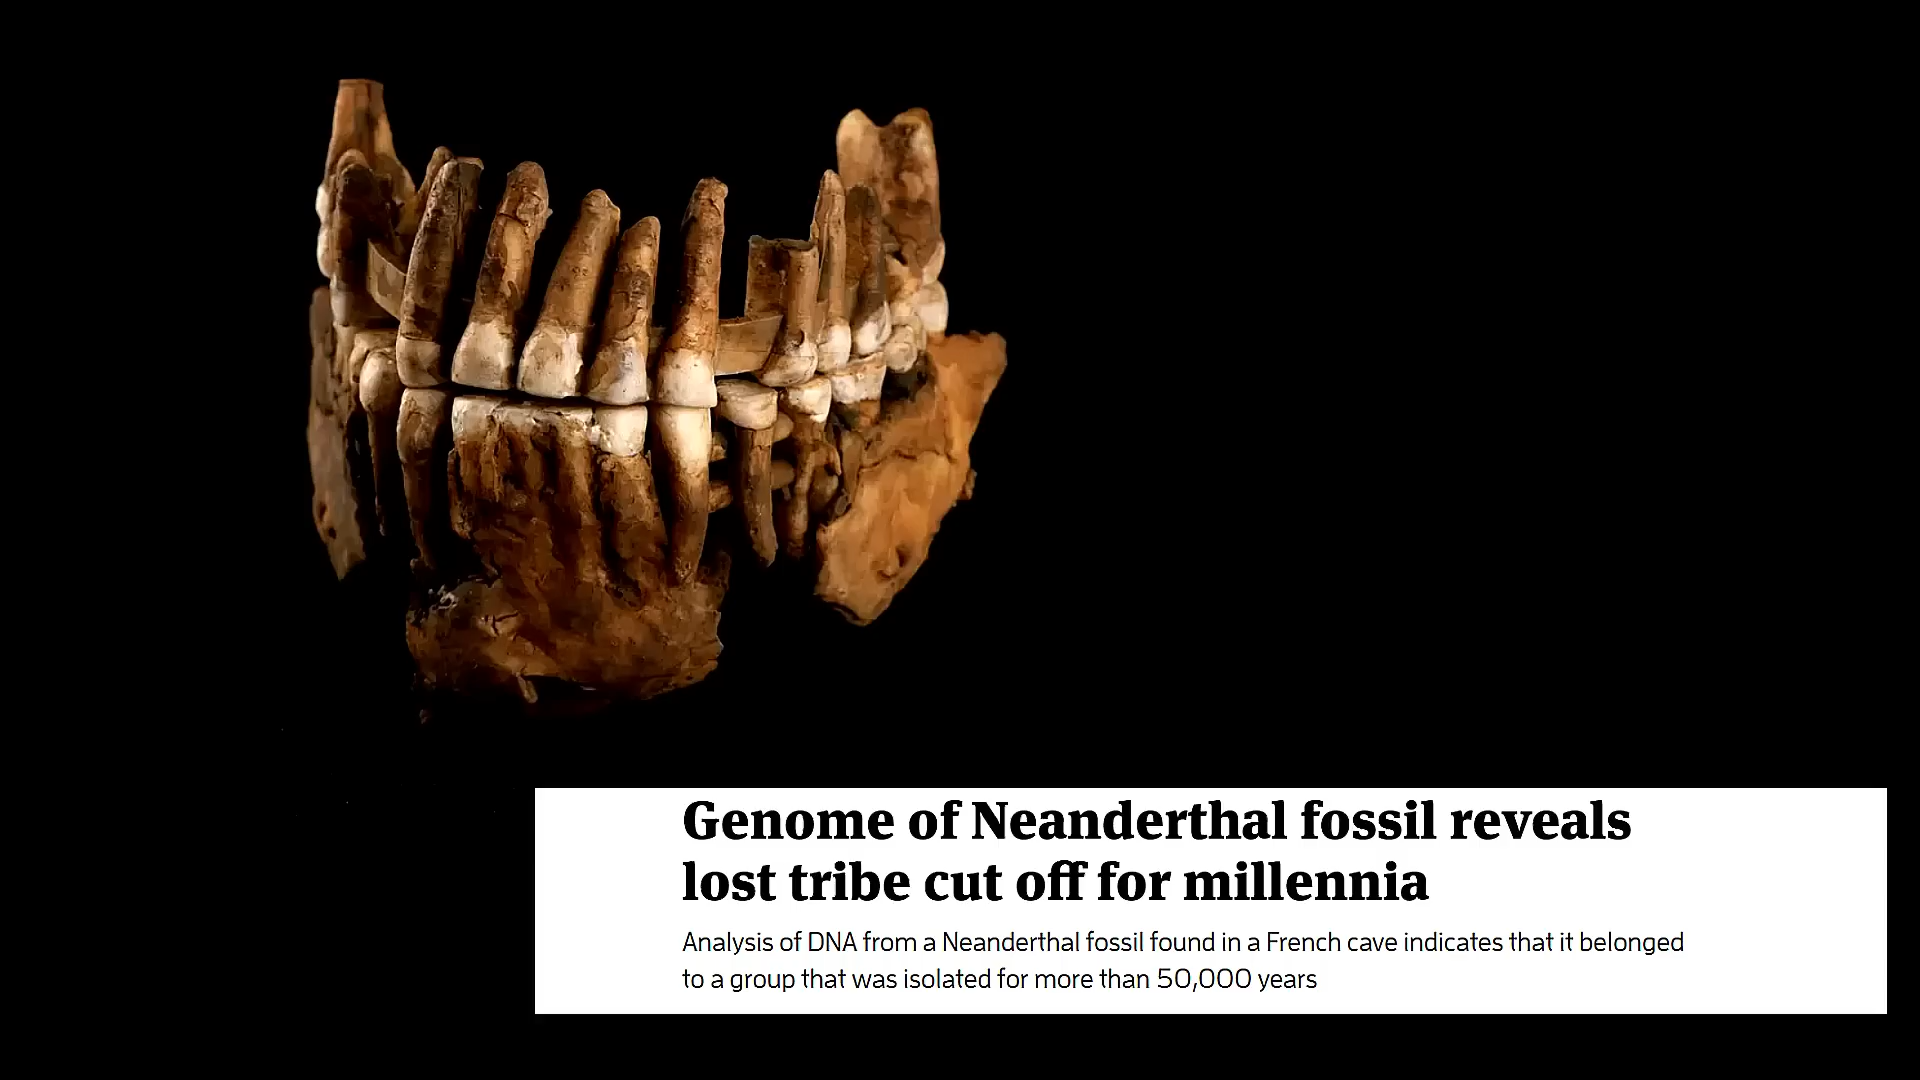 Genome of Neanderthal fossil reveals
lost tribe cut off for millennia
Analysis of DNA from a Neanderthal fossil found in a French cave indicates that it belonged
to a group that was isolated for more than 50,000 years